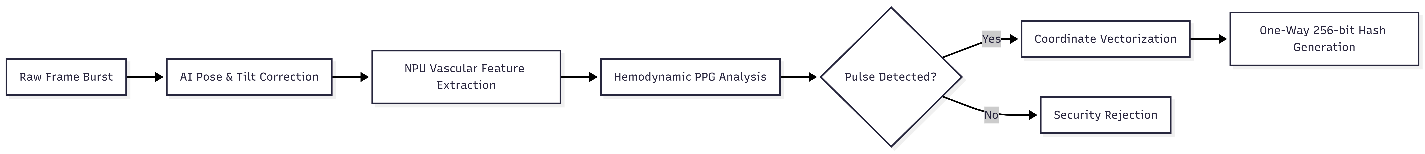 Raw Frame Burst
AI Pose & Tilt Correction
NPU Vascular Feature
Extraction
Hemodynamic PPG Analysis
Pulse Detected?
Yes
Coordinate Vectorization
One-Way 256-bit Hash
Generation
No
Security Rejection